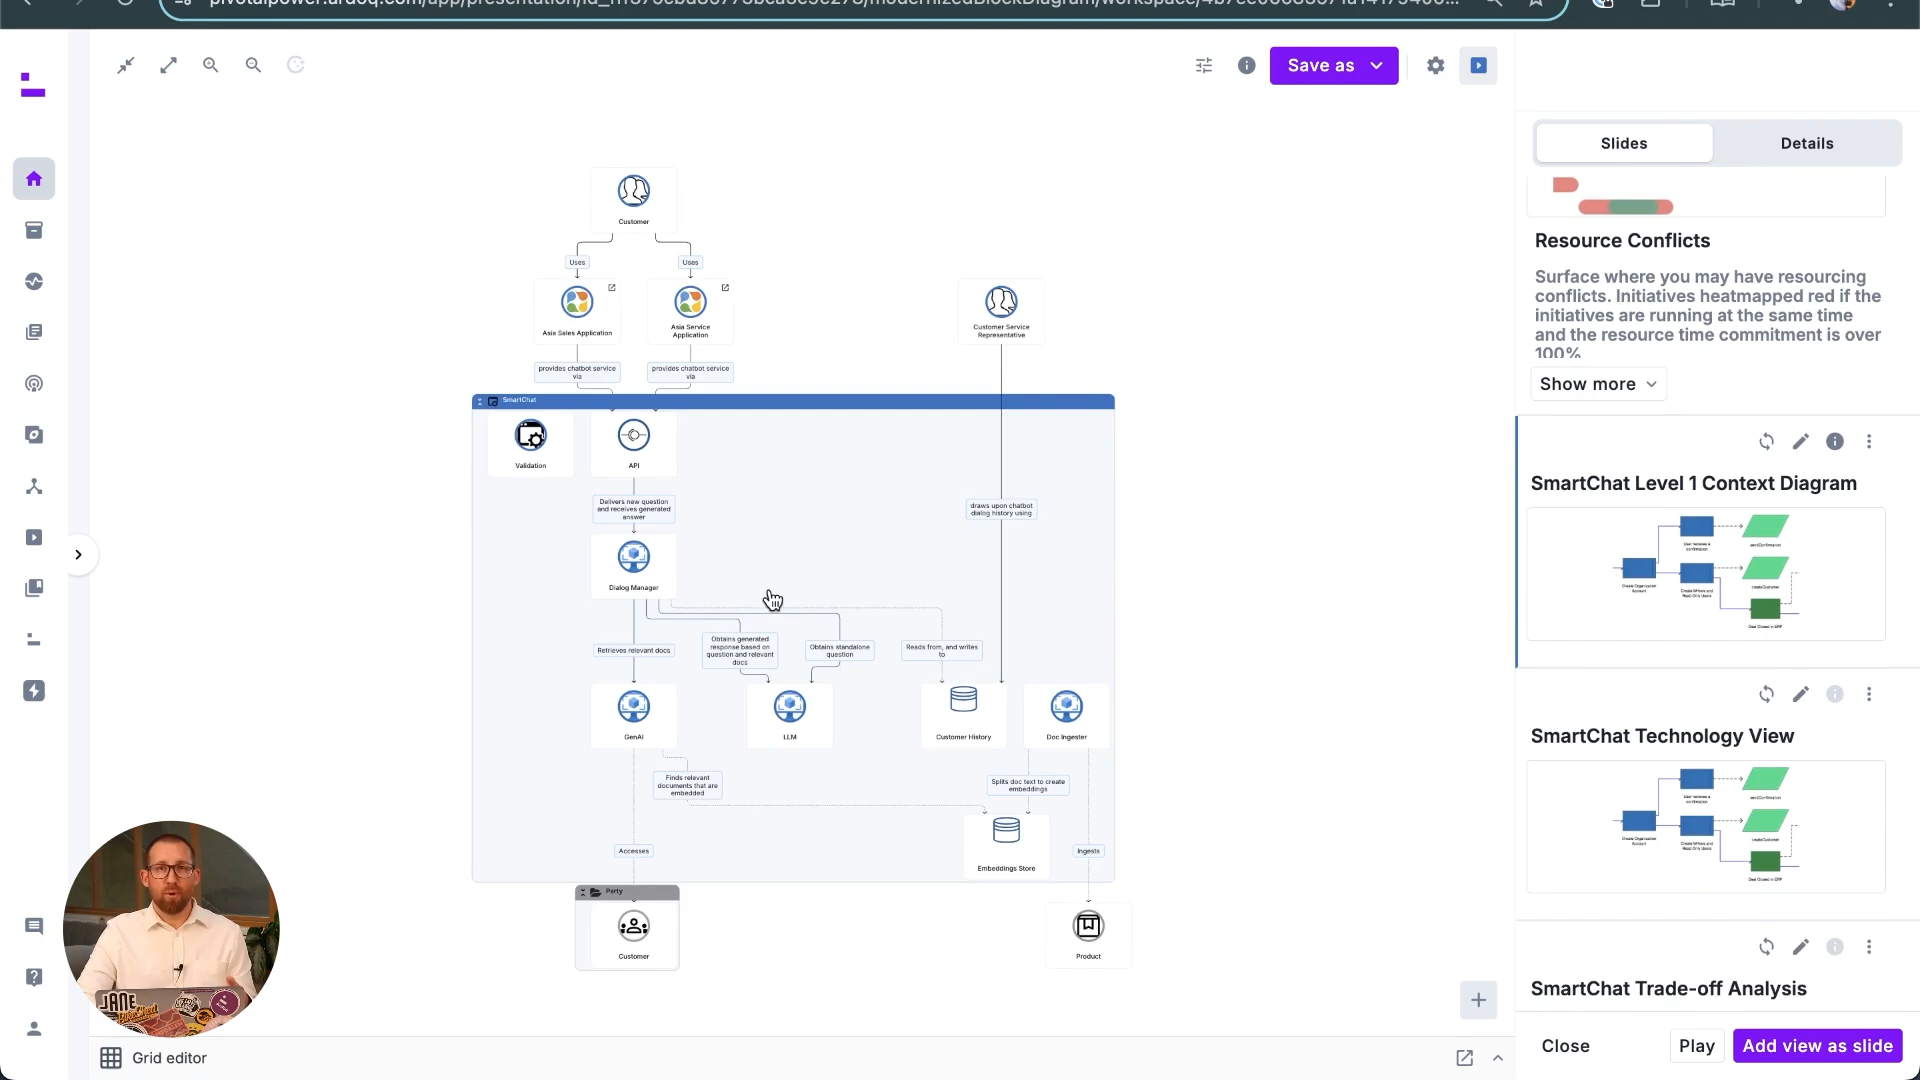 Save as
Slides
Details
Resource Conflicts
Surface where you may have resourcing
conflicts. Initiatives heatmapped red if the
initiatives are running at the same time
and the resource time commitment is over
100%
Show more
SmartChat Level 1 Context Diagram
SmartChat Technology View
SmartChat Trade-off Analysis
Close
Play
Add view as slide
Customer
Uses
Uses
Asia Sales Application
Asia Service
Application
Customer Service
Representative
provides chatbot service
via
provides chatbot service
via
SmartChat
Validation
API
Delivers new question
and receives generated
answer
draws upon chatbot
dialog history using
Dialog Manager
Retrieves relevant docs
Obtains generated
response based on
question and relevant
docs
Obtains standalone
question
Reads from, and writes
to
GenAI
LLM
Customer History
Doc Ingester
Finds relevant
documents that are
embedded
Splits doc text to create
embeddings
Embeddings Store
Accesses
Ingests
Party
Customer
Product
JANE
Grid editor